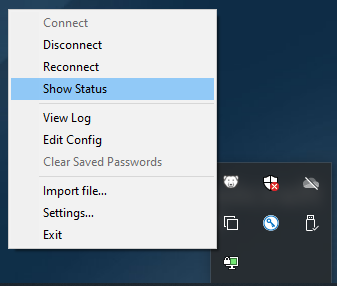 Connect
Disconnect
Reconnect
Show Status
View Log
Edit Config
Clear Saved Passwords
Import file...
Settings...
Exit